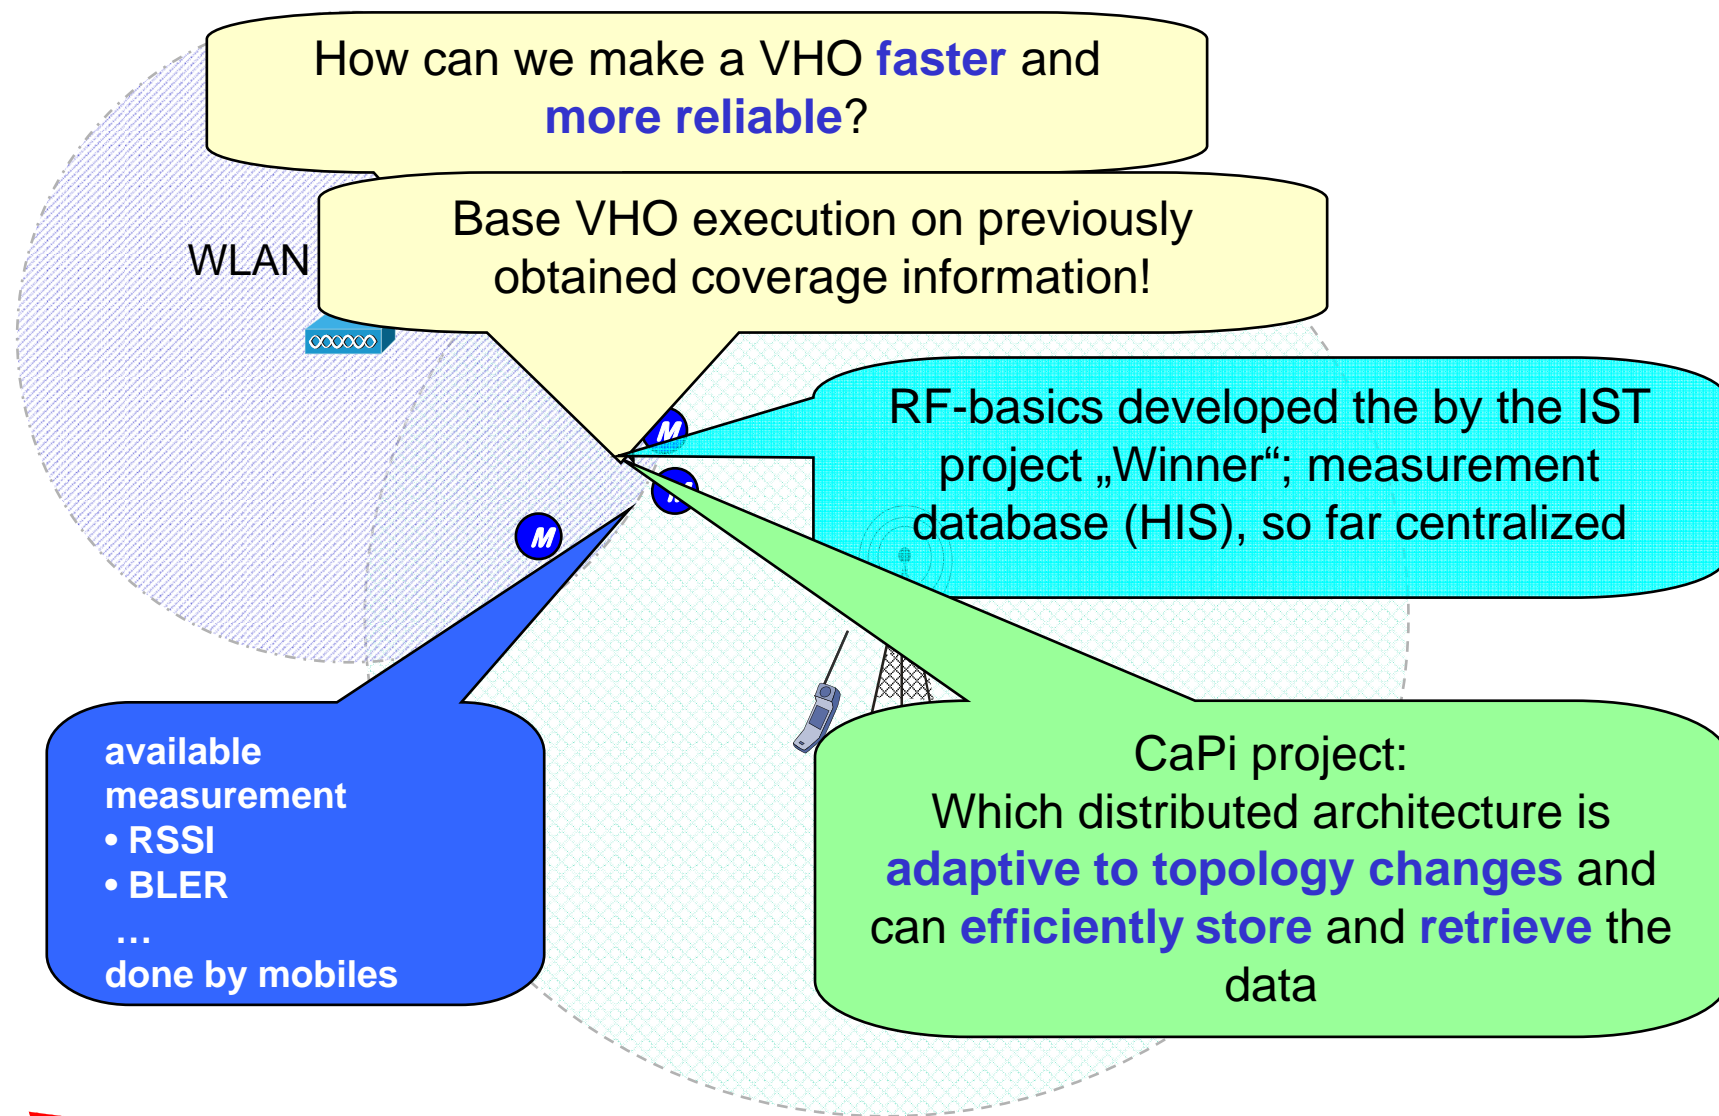 How can we make a VHO faster and
more reliable?
Base VHO execution on previously
obtained coverage information!
WLAN
RF-basics developed the by the IST
project „Winner“; measurement
database (HIS), so far centralized
M
M
available
measurement
• RSSI
• BLER
…
done by mobiles
CaPi project:
Which distributed architecture is
adaptive to topology changes and
can efficiently store and retrieve the
data